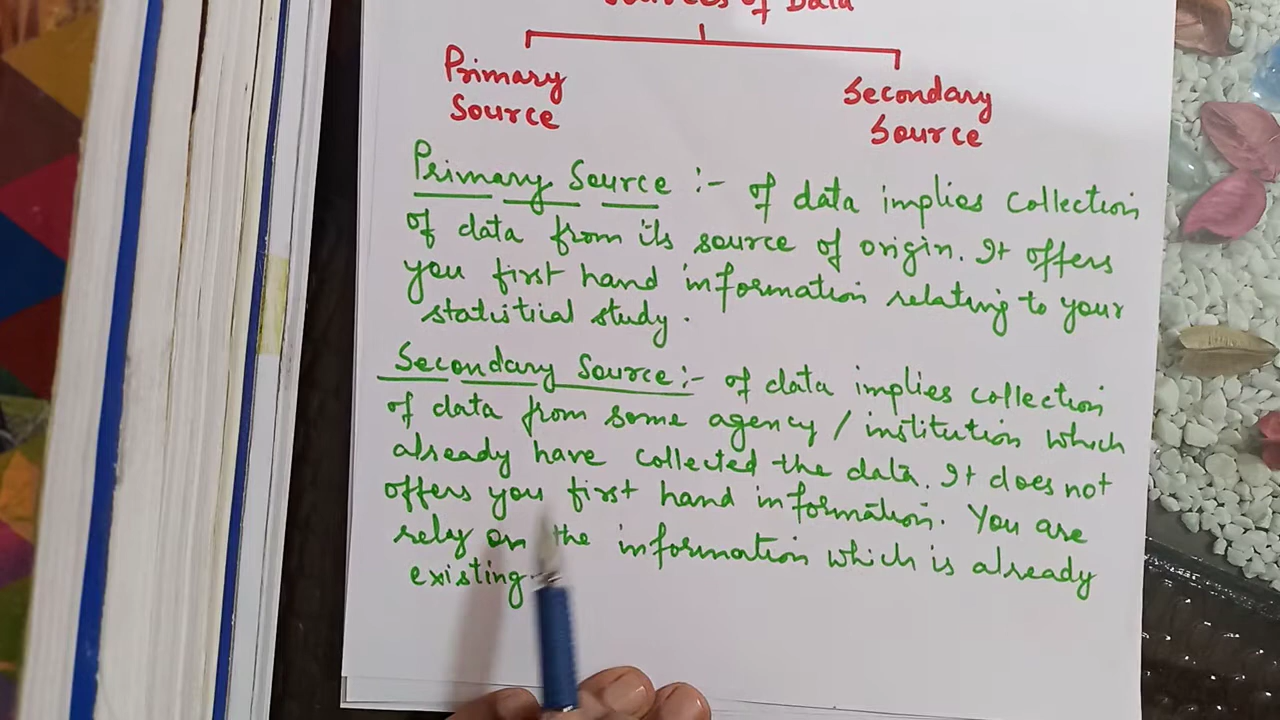 Sources of Data
Primary Secondary
Source Source
Primary Source :- of data implies collection
of data from its source of origin. It offers
you first hand information relating to your
statistical study.
Secondary Source :- of data implies collection
of data from some agency / institution which
already have collected the data. It does not
offers you first hand information. You are
rely on the information which is already
existing.